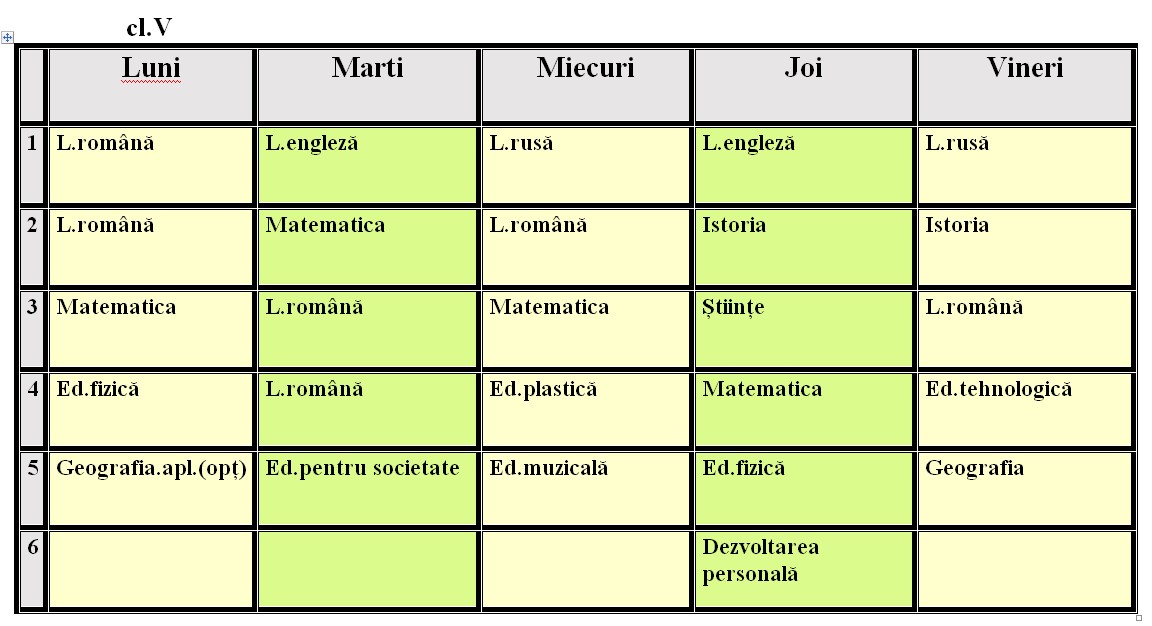 cl.V
Luni Marti Miecuri Joi Vineri
1 L.română L.engleză L.rusă L.engleză L.rusă
2 L.română Matematica L.română Istoria Istoria
3 Matematica L.română Matematica Științe L.română
4 Ed.fizică L.română Ed.plastică Matematica Ed.tehnologică
5 Geografia.apl.(opț) Ed.pentru societate Ed.muzicală Ed.fizică Geografia
6 Dezvoltarea
personală